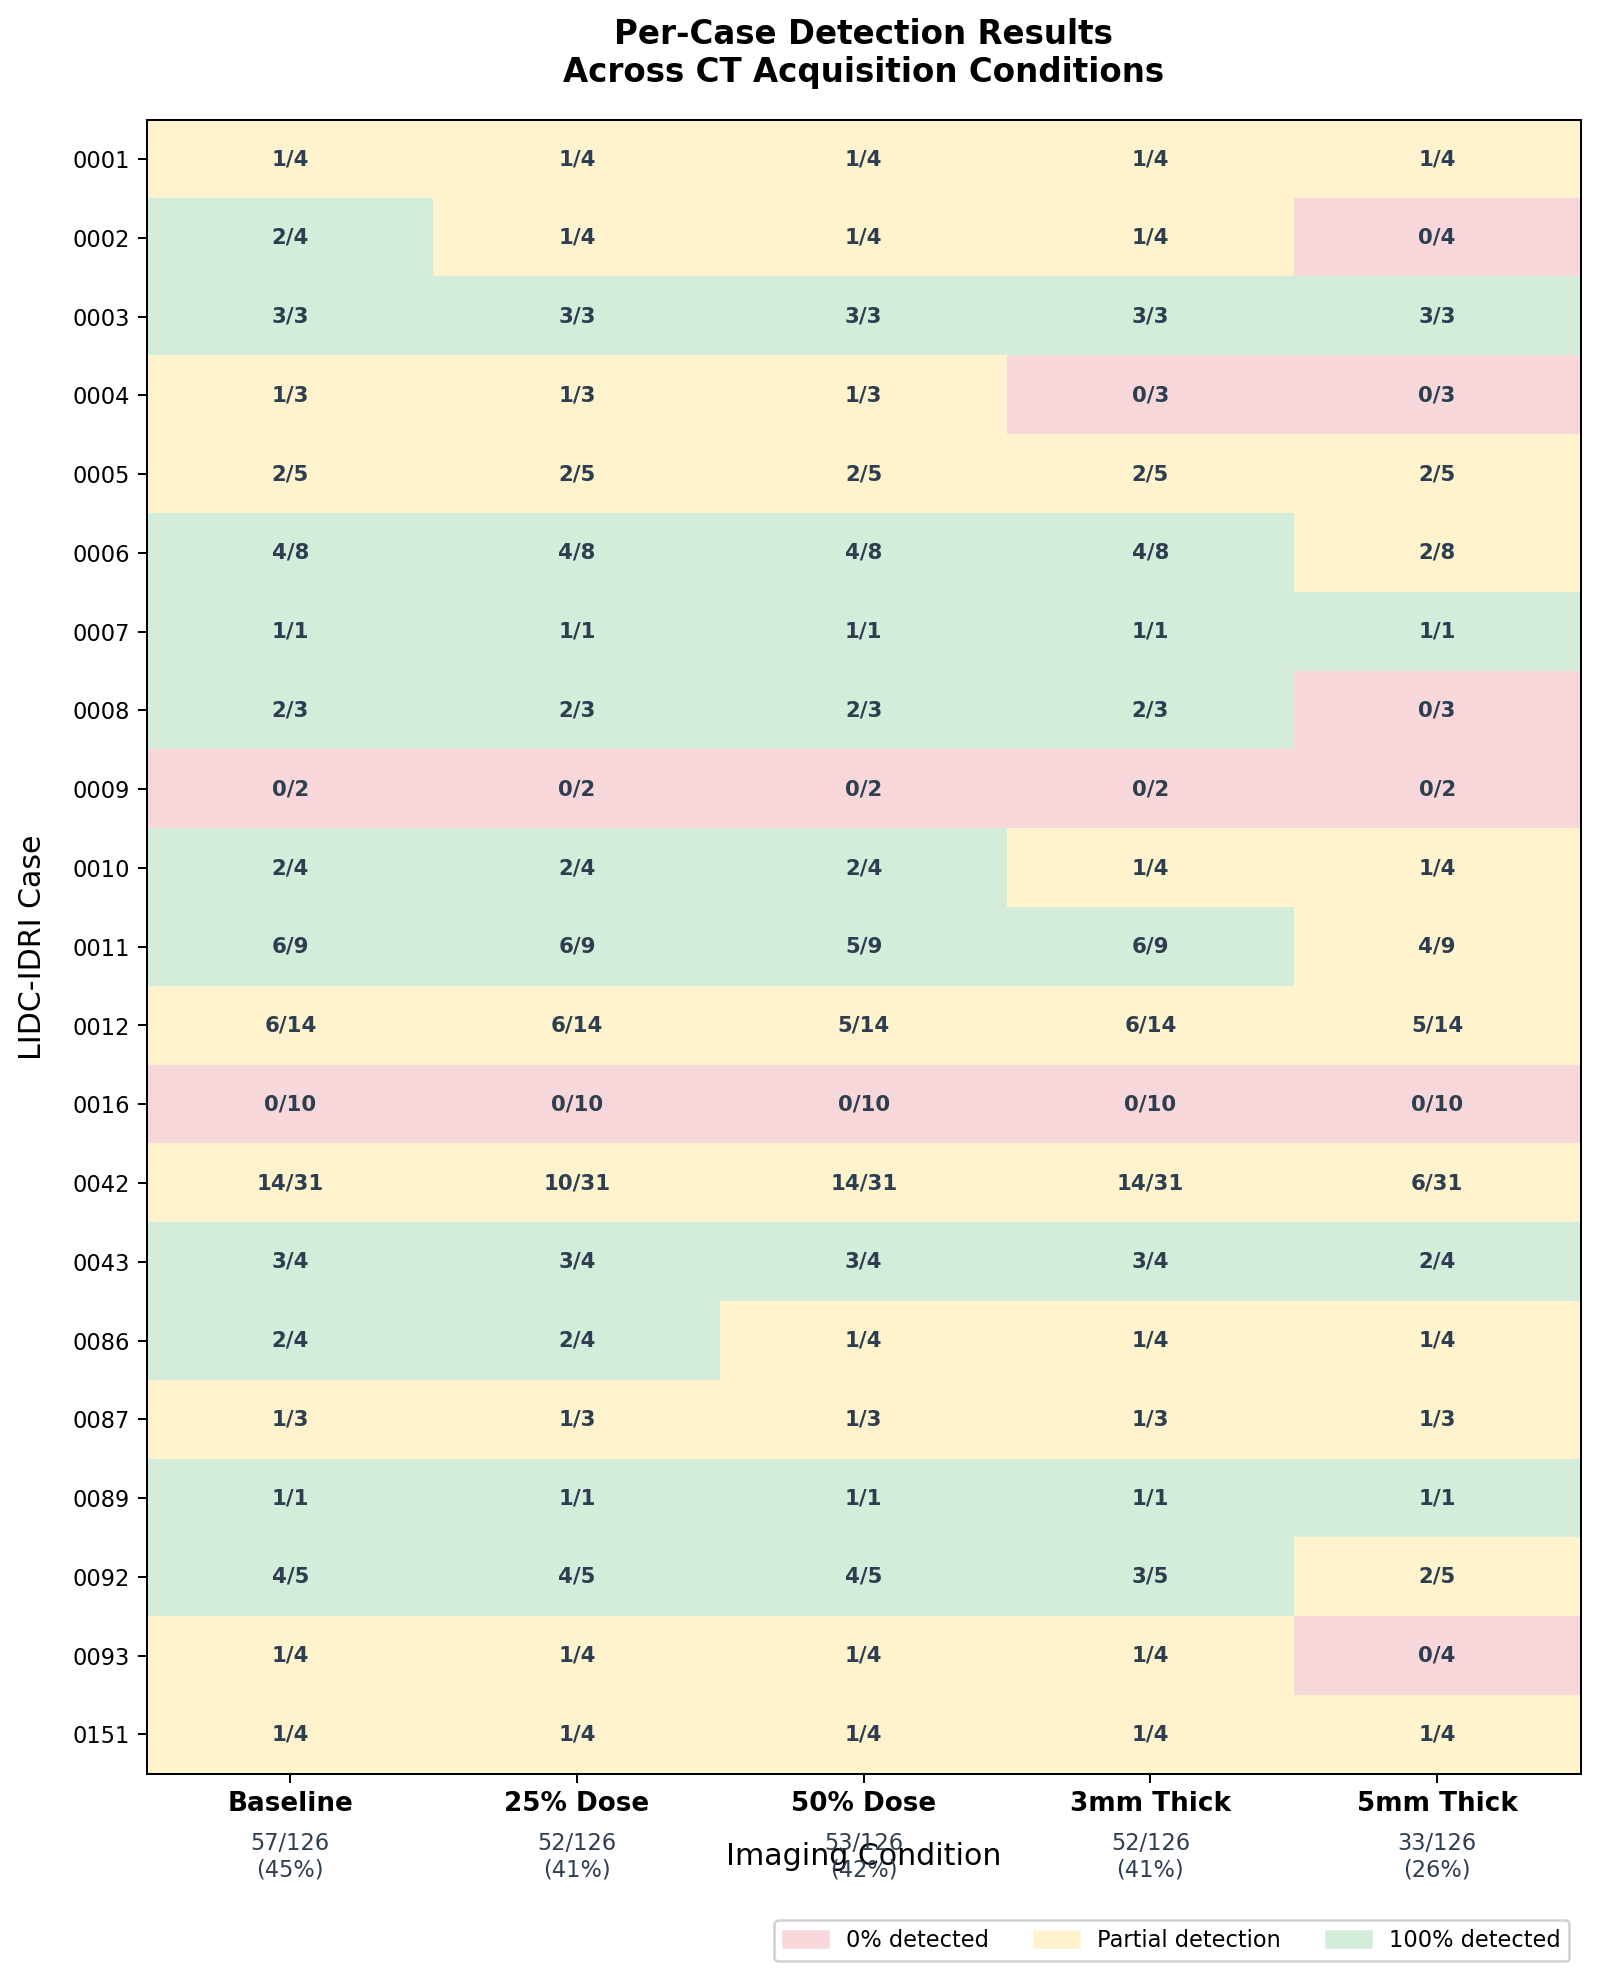 Per-Case Detection Results
Across CT Acquisition Conditions
LIDC-IDRI Case
0001 1/4 1/4 1/4 1/4 1/4
0002 2/4 1/4 1/4 1/4 0/4
0003 3/3 3/3 3/3 3/3 3/3
0004 1/3 1/3 1/3 0/3 0/3
0005 2/5 2/5 2/5 2/5 2/5
0006 4/8 4/8 4/8 4/8 2/8
0007 1/1 1/1 1/1 1/1 1/1
0008 2/3 2/3 2/3 2/3 0/3
0009 0/2 0/2 0/2 0/2 0/2
0010 2/4 2/4 2/4 1/4 1/4
0011 6/9 6/9 5/9 6/9 4/9
0012 6/14 6/14 5/14 6/14 5/14
0016 0/10 0/10 0/10 0/10 0/10
0042 14/31 10/31 14/31 14/31 6/31
0043 3/4 3/4 3/4 3/4 2/4
0086 2/4 2/4 1/4 1/4 1/4
0087 1/3 1/3 1/3 1/3 1/3
0089 1/1 1/1 1/1 1/1 1/1
0092 4/5 4/5 4/5 3/5 2/5
0093 1/4 1/4 1/4 1/4 0/4
0151 1/4 1/4 1/4 1/4 1/4
Baseline 25% Dose 50% Dose 3mm Thick 5mm Thick
57/126 52/126 53/126 52/126 33/126
(45%) (41%) (42%) (41%) (26%)
Imaging Condition
0% detected Partial detection 100% detected